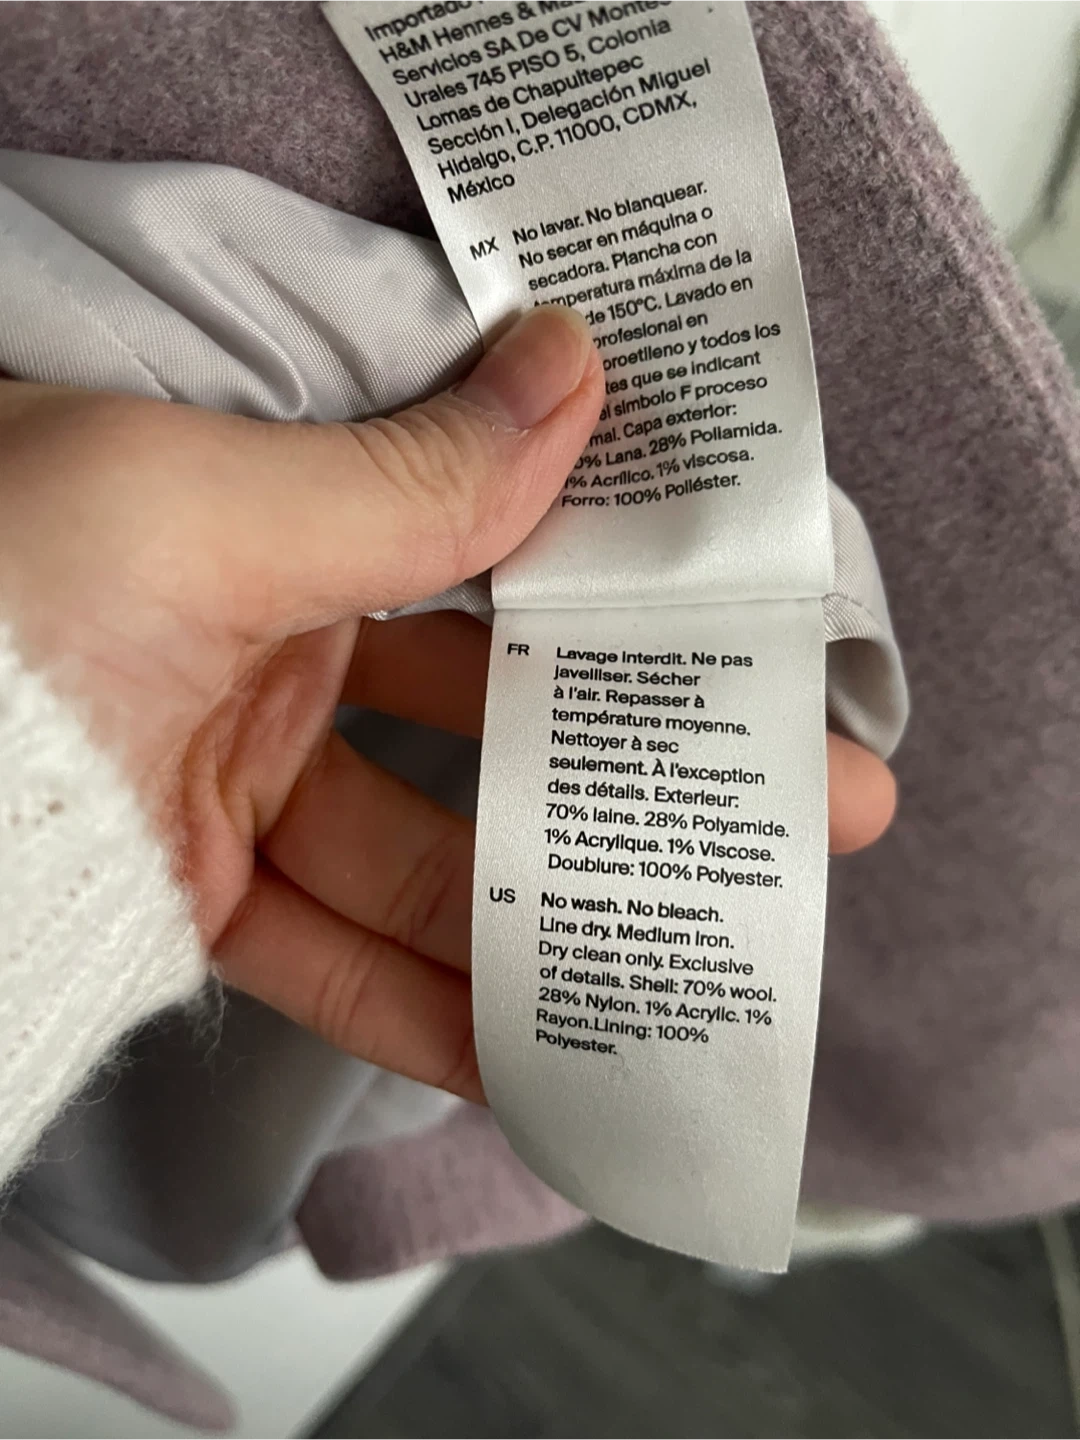 Importado
H&M Hennes &
Servicios SA De CV Montes
Urales 745 PISO 5, Colonia
Lomas de Chapultepec
Sección I, Delegación Miguel
Hidalgo, C.P. 11000, CDMX,
México
MX No lavar. No blanquear.
No secar en máquina o
secadora. Plancha con
temperatura máxima de la
de 150°C. Lavado en
profesional en
y todos los
que se indicant
al simbolo F proceso
Capa exterior:
Lana. 28% Poliamida.
Acrílico. 1% viscosa.
Forro: 100% Poliéster.
FR Lavage interdit. Ne pas
javelliser. Sécher
à l'air. Repasser à
température moyenne.
Nettoyer à sec
seulement. À l'exception
des détails. Exterieur:
70% laine. 28% Polyamide.
1% Acrylique. 1% Viscose.
Doublure: 100% Polyester.
US No wash. No bleach.
Line dry. Medium iron.
Dry clean only. Exclusive
of details. Shell: 70% wool.
28% Nylon. 1% Acrylic. 1%
Rayon.Lining: 100%
Polyester.